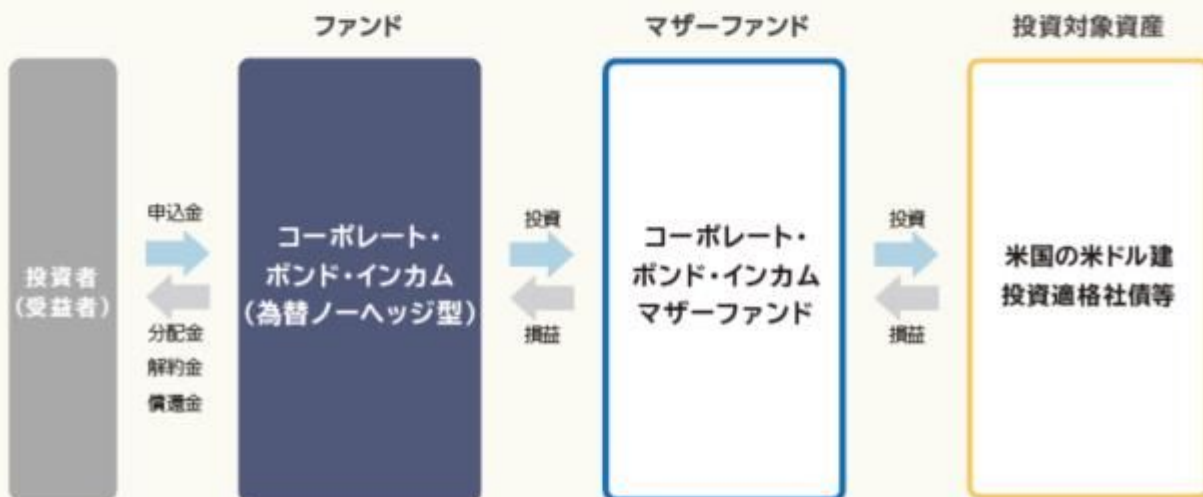 ファンド
マザーファンド
投資対象資産
投資者
(受益者)
申込金
分配金
解約金
償還金
コーポレート・
ボンド・インカム
(為替ノーヘッジ型)
投資
損益
コーポレート・
ボンド・インカム
マザーファンド
投資
損益
米国の米ドル建
投資適格社債等